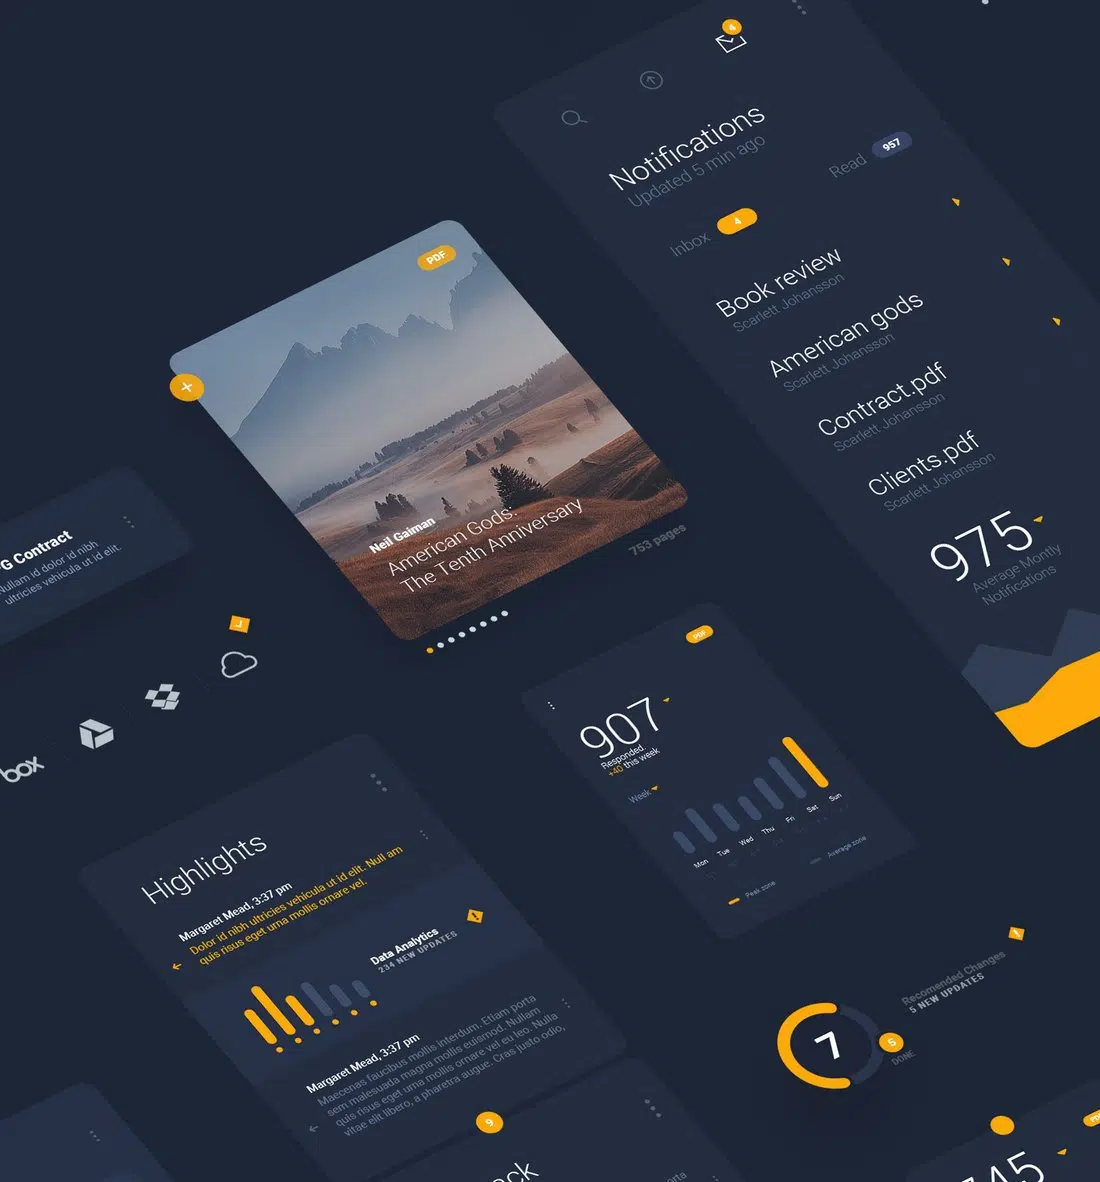 4
Notifications
Updated 5 min ago
Read 957
Inbox 4
Book review
Scarlett Johansson
American gods
Scarlett Johansson
Contract.pdf
Scarlett Johansson
Clients.pdf
Scarlett Jonansson
975
Average Montly
Notifications
PDF
Neil Gaiman
American Gods:
The Tenth Anniversary
753 pages
G Contract
Nullam id dolor id nibh
ultricies vehicula ut id elit.
box
PDF
907
Responded.
+40 this week
Week
Mon Tue Wed Thu Fri Sat Sun
Peak zone
Average zone
Highlights
Margaret Mead, 3:37 pm
Dolor id nibh ultricies vehicula ut id elit. Null am
quis risus eget urna mollis ornare vel.
Data Analytics
234 NEW UPDATES
Margaret Mead, 3:37 pm
Maecenas faucibus mollis interdum. Etiam porta
sem malesuada magna mollis euismod. Nullam
quis risus eget urna mollis ornare vel eu leo. Nulla
vitae elit libero, a pharetra augue. Cras justo odio,
Recomended Changes
5 NEW UPDATES
7
5
DONE
9
ck
45